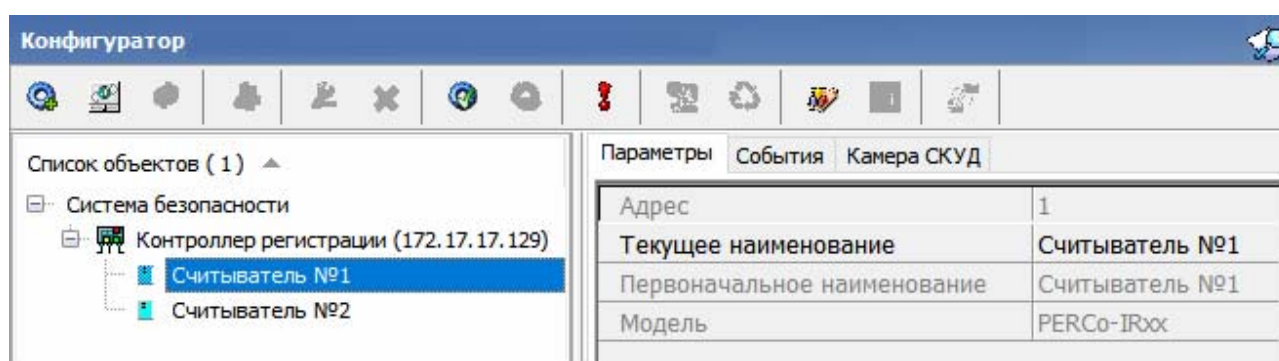 Конфигуратор
Список объектов ( 1 )
Система безопасности
Контроллер регистрации (172.17.17.129)
Считыватель №1
Считыватель №2
Параметры События Камера СКУД
Адрес 1
Текущее наименование Считыватель №1
Первоначальное наименование Считыватель №1
Модель PERCo-IRxx